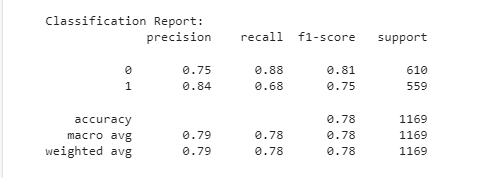 Classification Report:
precision recall f1-score support
0 0.75 0.88 0.81 610
1 0.84 0.68 0.75 559
accuracy 0.78 1169
macro avg 0.79 0.78 0.78 1169
weighted avg 0.79 0.78 0.78 1169